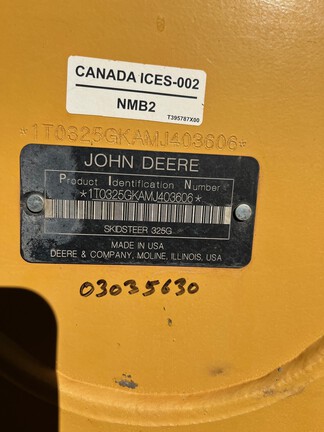 CANADA ICES-002
NMB2
T395787X00
*1T0325GKAMJ403606*
JOHN DEERE
Product Identification Number
*1T0325GKAMJ403606*
SKIDSTEER 325G
MADE IN USA
DEERE & COMPANY, MOLINE, ILLINOIS, USA
03035630